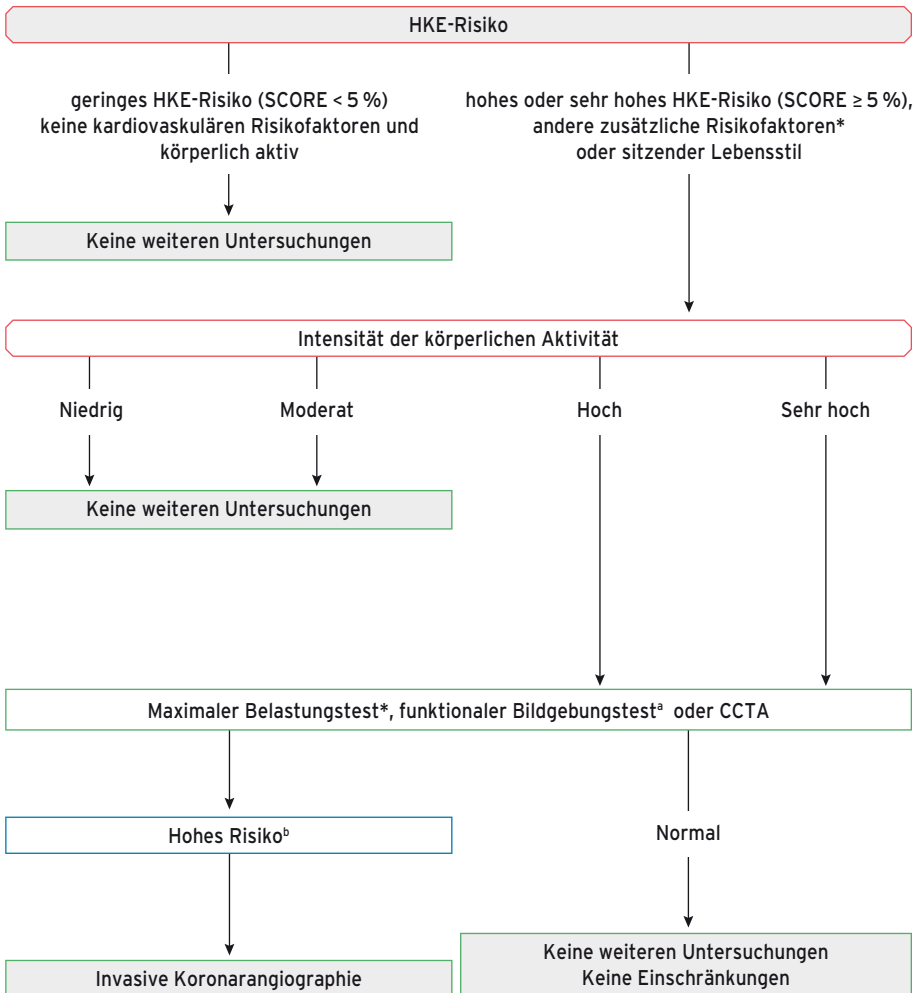 HKE-Risiko
geringes HKE-Risiko (SCORE < 5 %)
keine kardiovaskulären Risikofaktoren und
körperlich aktiv
hohes oder sehr hohes HKE-Risiko (SCORE ≥ 5 %),
andere zusätzliche Risikofaktoren*
oder sitzender Lebensstil
Keine weiteren Untersuchungen
Intensität der körperlichen Aktivität
Niedrig
Moderat
Hoch
Sehr hoch
Keine weiteren Untersuchungen
Maximaler Belastungstest*, funktionaler Bildgebungstestᵃ oder CCTA
Hohes Risikoᵇ
Normal
Invasive Koronarangiographie
Keine weiteren Untersuchungen
Keine Einschränkungen